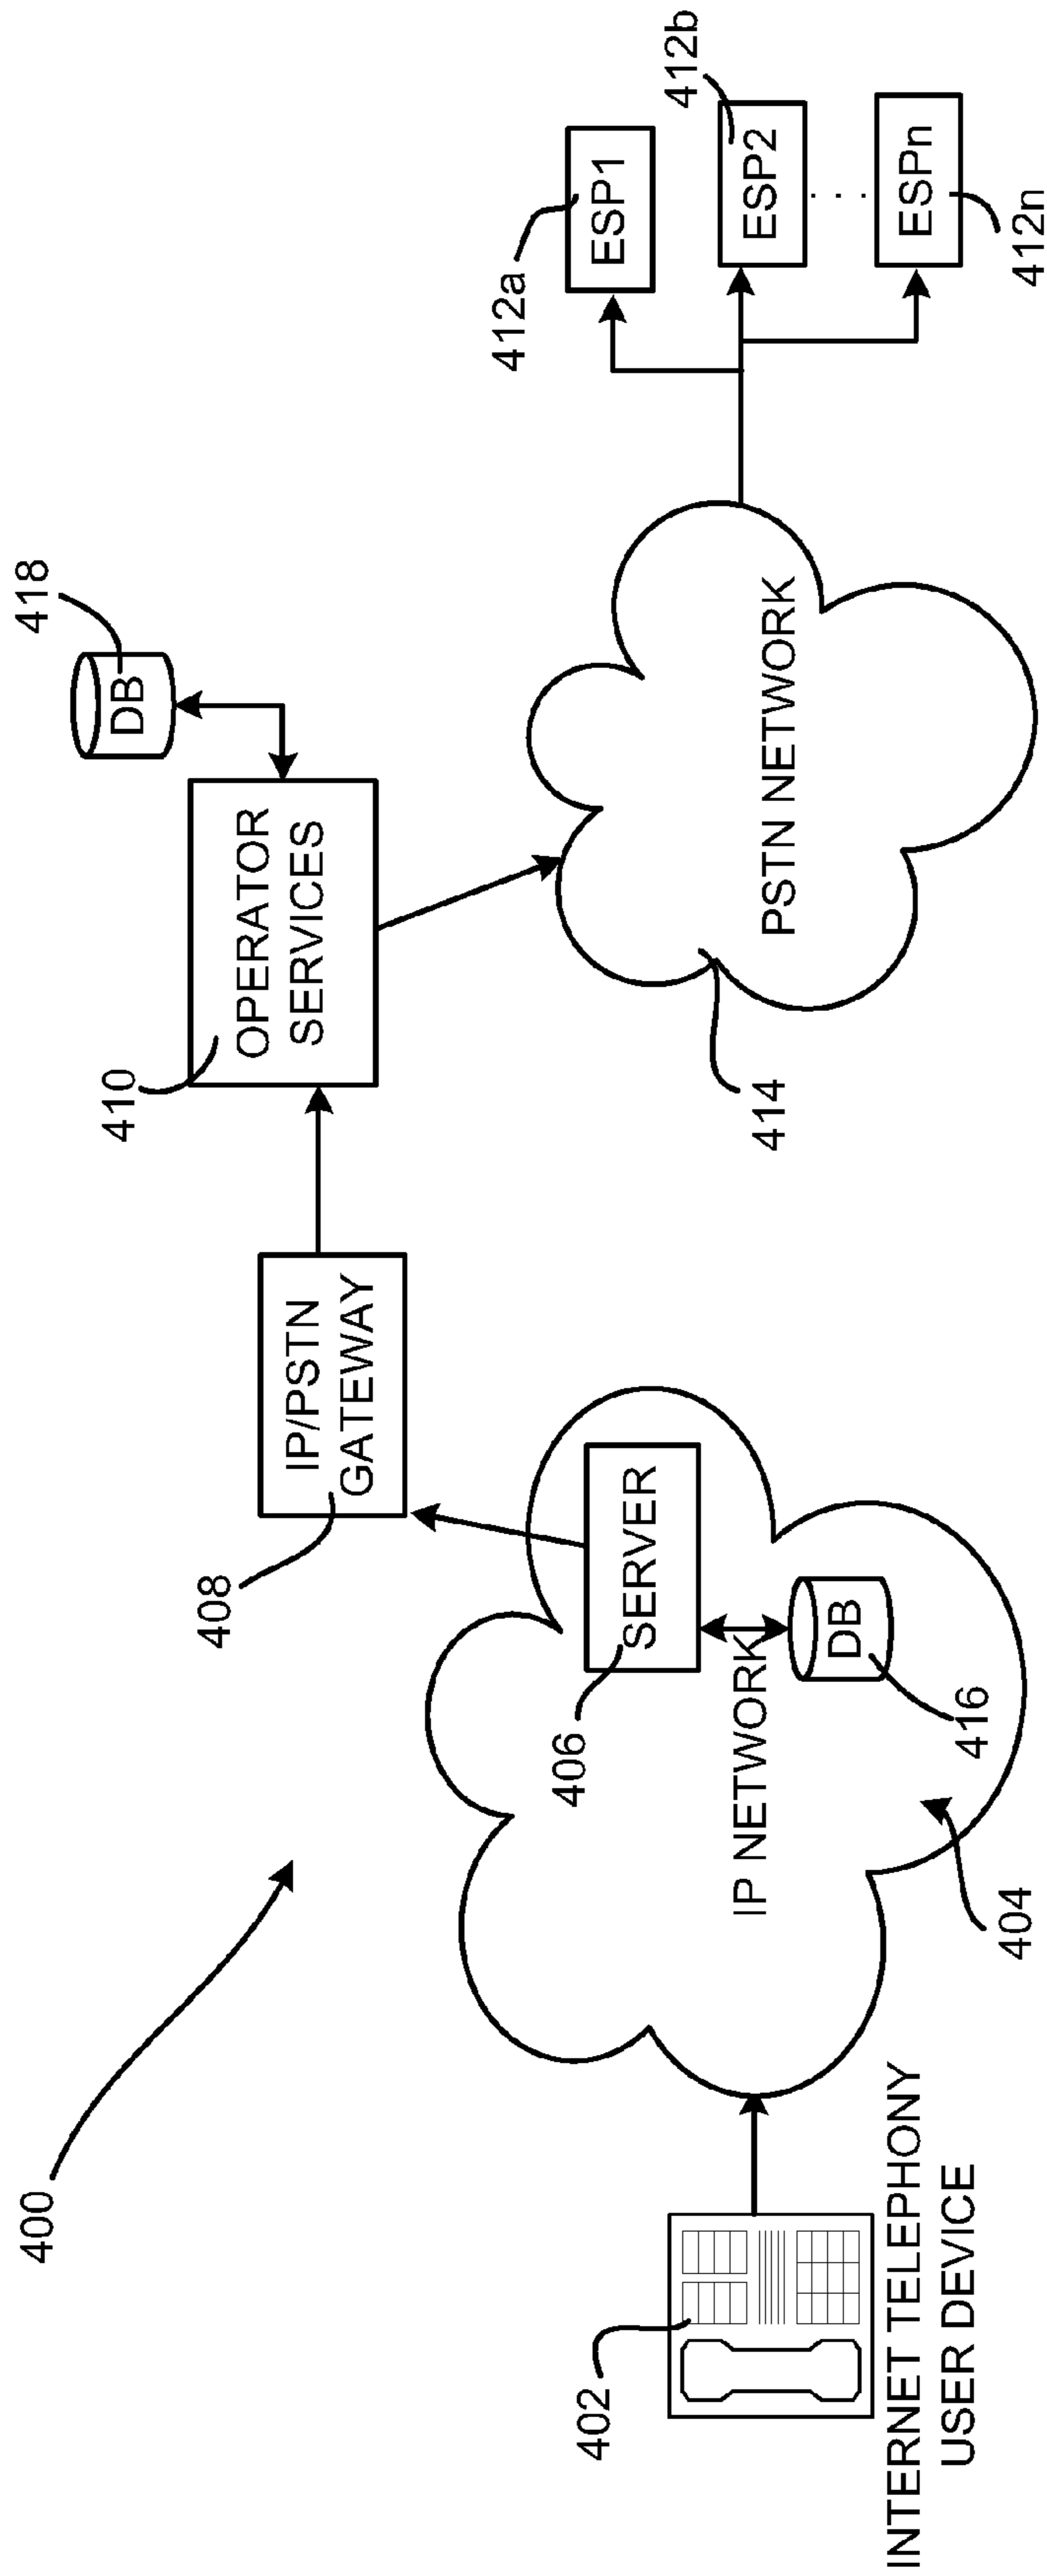 400
402
INTERNET TELEPHONY
USER DEVICE
404
IP NETWORK
406
SERVER
DB
416
408
IP/PSTN
GATEWAY
410
OPERATOR
SERVICES
DB
418
414
PSTN NETWORK
412a
ESP1
412b
ESP2
. . .
ESPn
412n